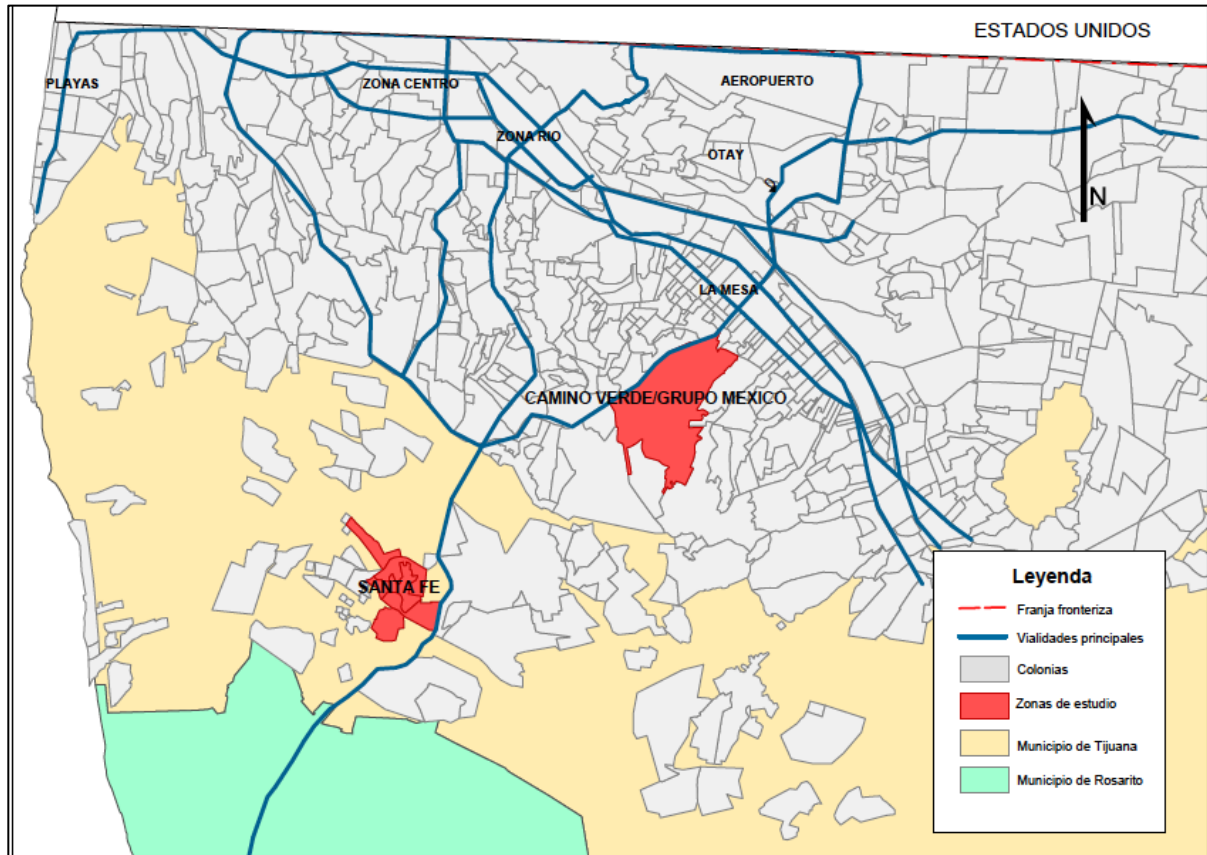 ESTADOS UNIDOS
PLAYAS
ZONA CENTRO
AEROPUERTO
ZONA RIO
OTAY
N
LA MESA
CAMINO VERDE/GRUPO MEXICO
SANTA FE
Leyenda
Franja fronteriza
Vialidades principales
Colonias
Zonas de estudio
Municipio de Tijuana
Municipio de Rosarito